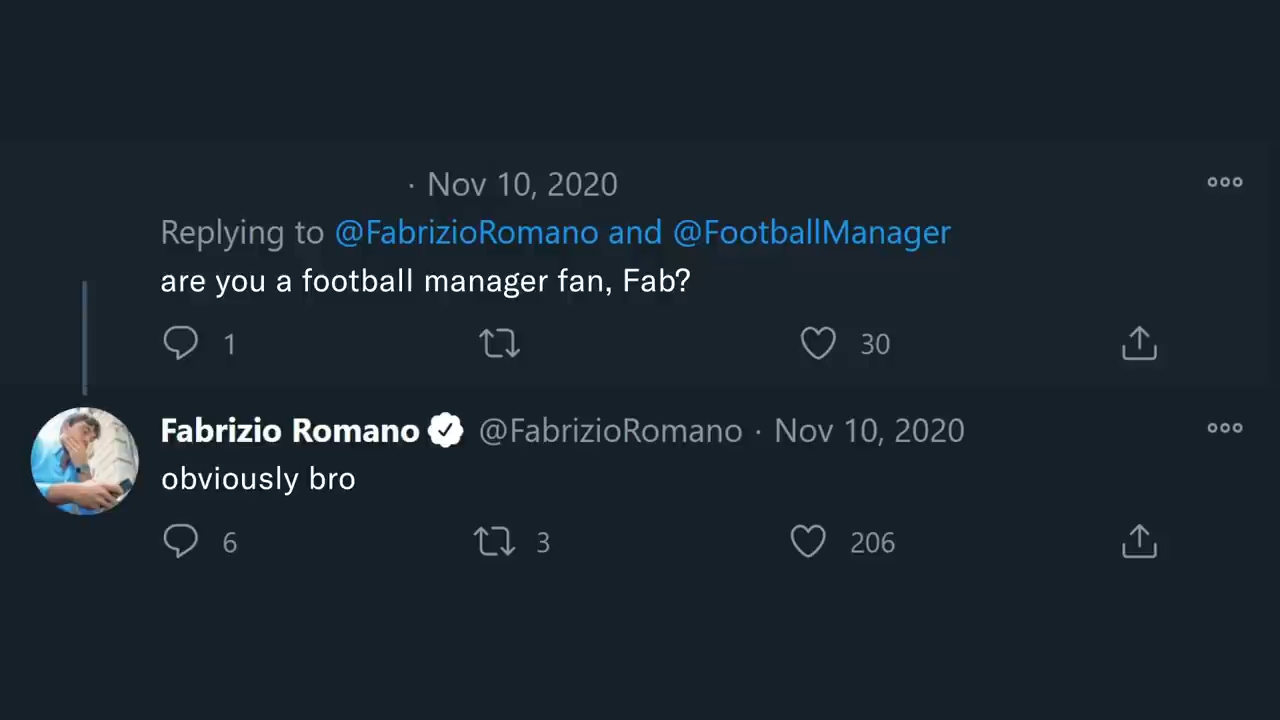 · Nov 10, 2020
Replying to @FabrizioRomano and @FootballManager
are you a football manager fan, Fab?
1 30
Fabrizio Romano @FabrizioRomano · Nov 10, 2020
obviously bro
6 3 206